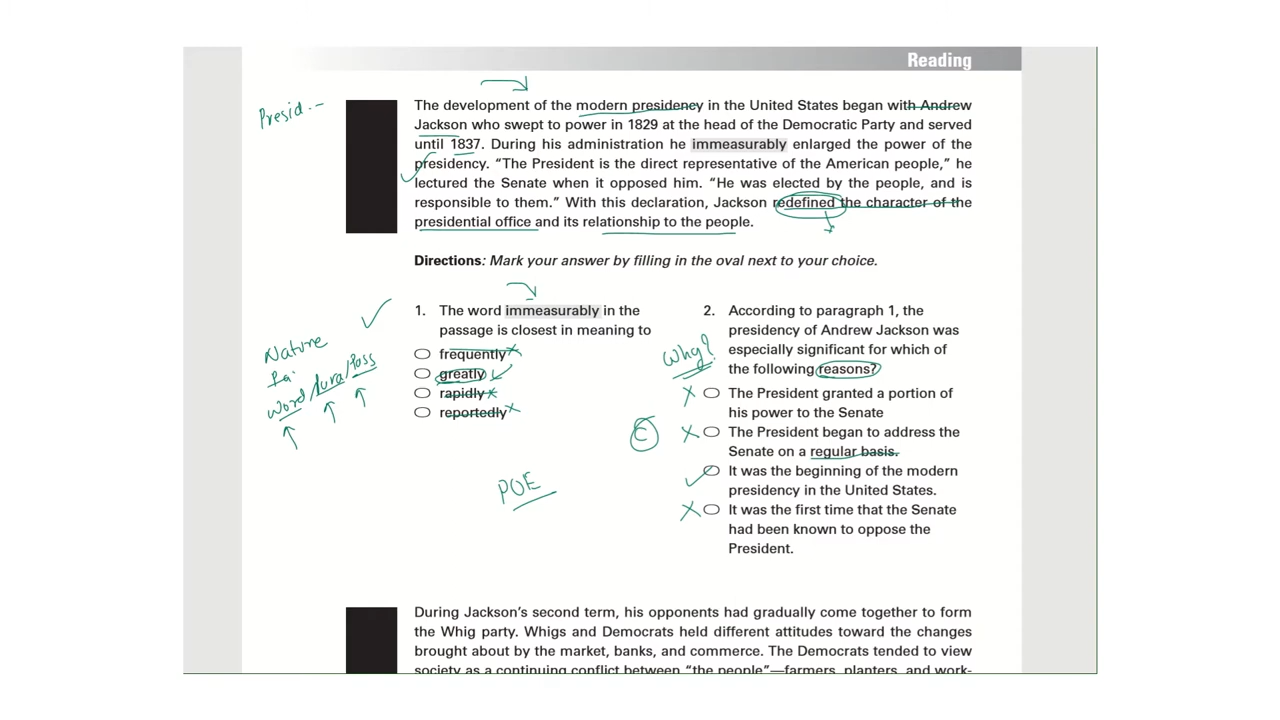 Reading
Presid.-
The development of the modern presidency in the United States began with Andrew
Jackson who swept to power in 1829 at the head of the Democratic Party and served
until 1837. During his administration he immeasurably enlarged the power of the
presidency. “The President is the direct representative of the American people,” he
lectured the Senate when it opposed him. “He was elected by the people, and is
responsible to them.” With this declaration, Jackson redefined the character of the
presidential office and its relationship to the people.
Directions: Mark your answer by filling in the oval next to your choice.
1. The word immeasurably in the
passage is closest in meaning to
frequently
greatly
rapidly
reportedly
Nature
Word
POE
2. According to paragraph 1, the
presidency of Andrew Jackson was
especially significant for which of
the following reasons?
Why?
The President granted a portion of
his power to the Senate
The President began to address the
Senate on a regular basis.
C
It was the beginning of the modern
presidency in the United States.
It was the first time that the Senate
had been known to oppose the
President.
During Jackson’s second term, his opponents had gradually come together to form
the Whig party. Whigs and Democrats held different attitudes toward the changes
brought about by the market, banks, and commerce. The Democrats tended to view
society as a continuing conflict between “the people”—farmers, planters, and work-